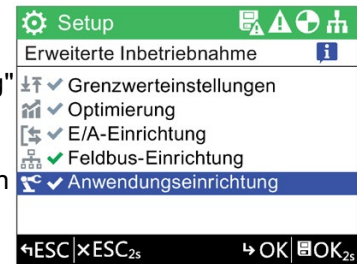 Setup
Erweiterte Inbetriebnahme i
g"
Grenzwerteinstellungen
Optimierung
E/A-Einrichtung
Feldbus-Einrichtung
n
Anwendungseinrichtung
ESC ESC2s OK OK2s